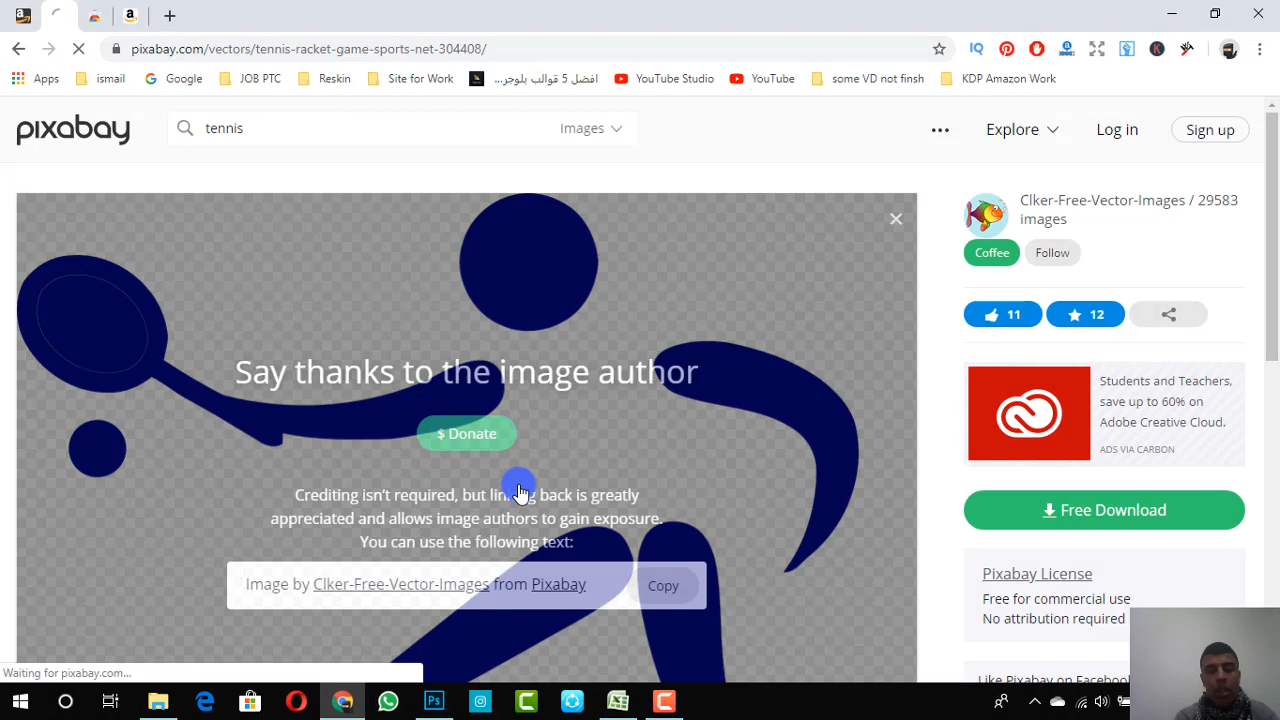 pixabay.com/vectors/tennis-racket-game-sports-net-304408/
Apps
ismail
Google
JOB PTC
Reskin
Site for Work
افضل 5 قوالب بلوجر...
YouTube Studio
YouTube
some VD not finsh
KDP Amazon Work
pixabay
tennis
Images
Explore
Log in
Sign up
Clker-Free-Vector-Images / 29583
images
Coffee
Follow
11
12
Say thanks to the image author
$ Donate
Crediting isn't required, but linking back is greatly
appreciated and allows image authors to gain exposure.
You can use the following text:
Image by Clker-Free-Vector-Images from Pixabay
Copy
Students and Teachers,
save up to 60% on
Adobe Creative Cloud.
ADS VIA CARBON
Free Download
Pixabay License
Free for commercial use
No attribution required
Like Pixabay on Facebook
Waiting for pixabay.com...